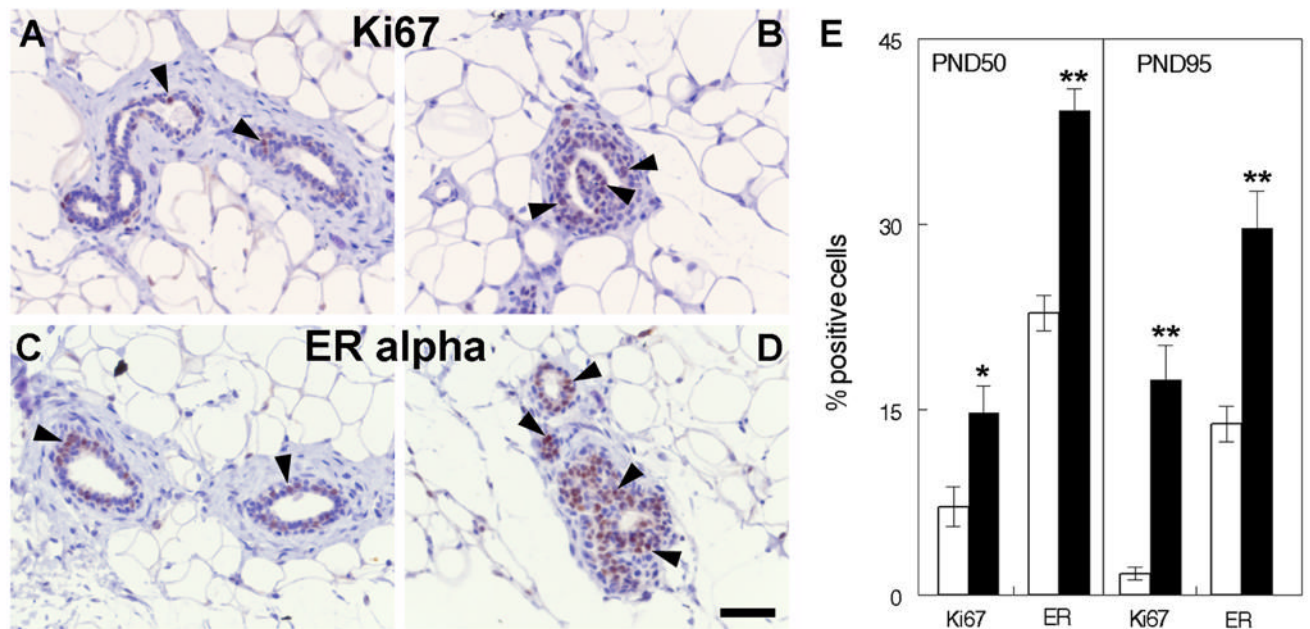 A Ki67 B
C ER alpha D
E
% positive cells
45
30
15
0
PND50 PND95
* ** ** **
Ki67 ER Ki67 ER